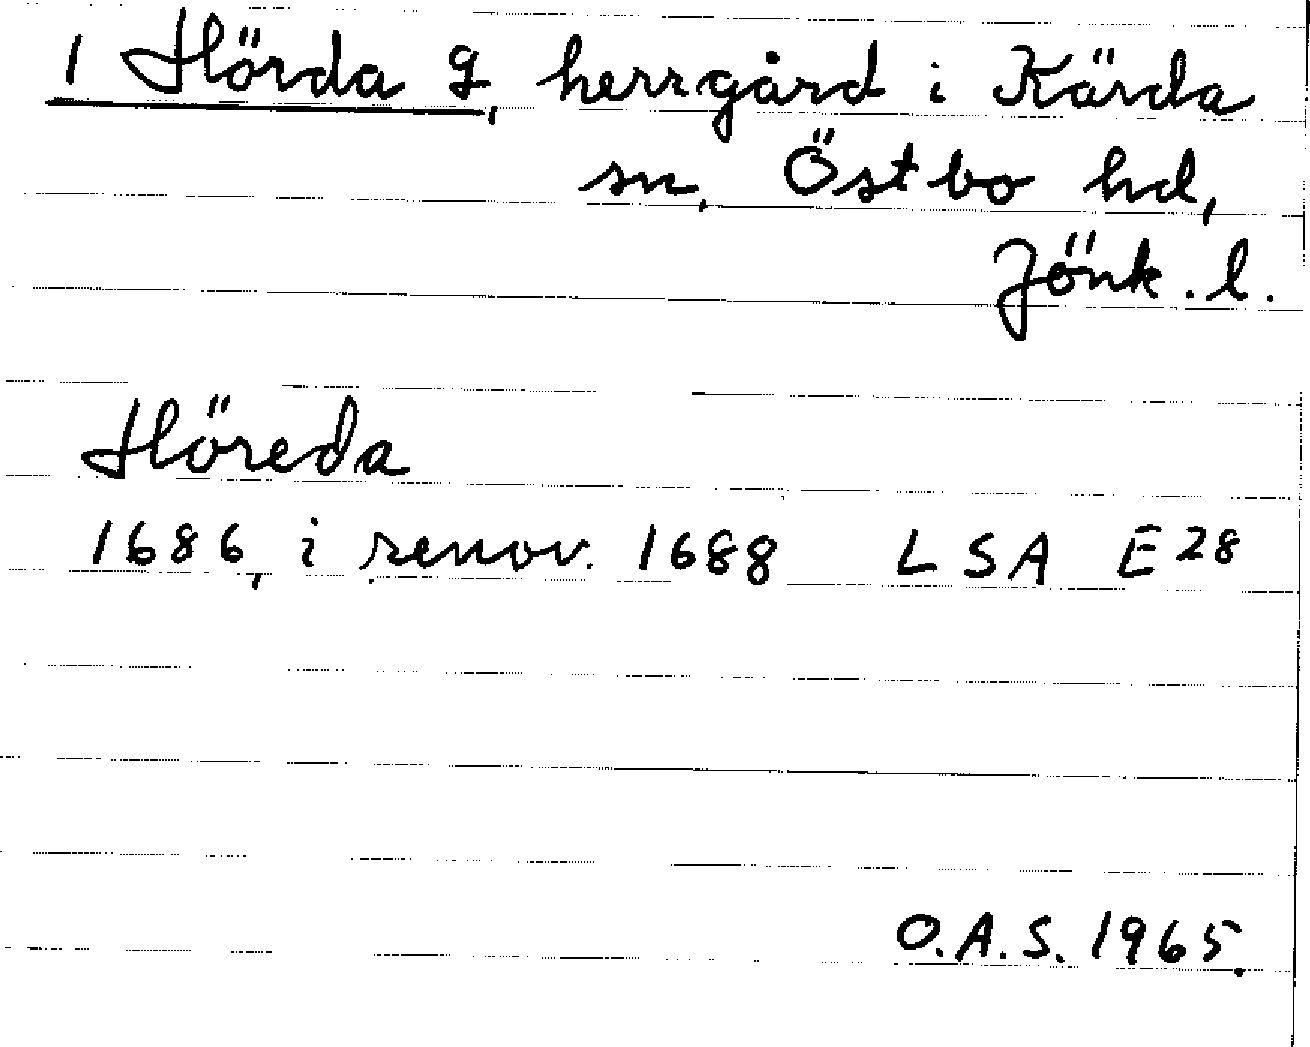 1 Hörda g, herrgård i Kärda
sn, Östbo hd,
Jönk. l.
Höreda
1686, i renov. 1688 LSA E28
O.A.S. 1965.